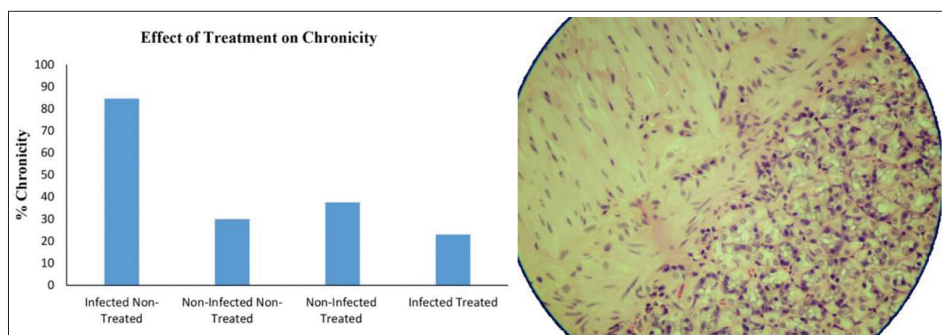 Effect of Treatment on Chronicity
% Chronicity
100
90
80
70
60
50
40
30
20
10
0
Infected Non-
Treated
Non-Infected Non-
Treated
Non-Infected
Treated
Infected Treated